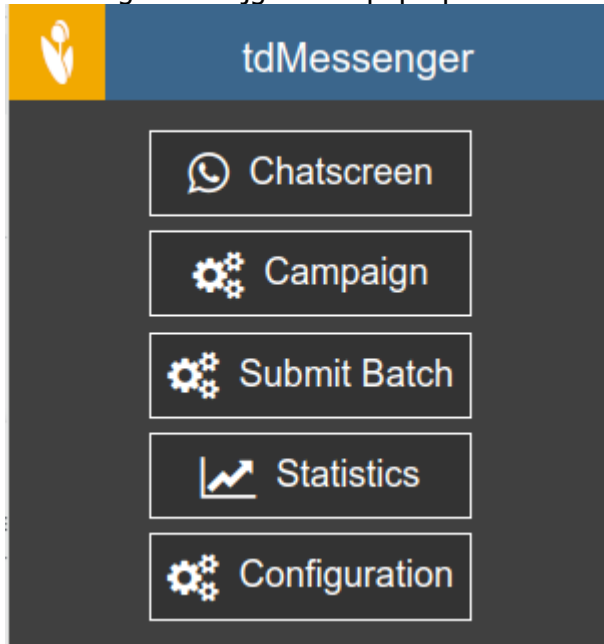 tdMessenger
Chatscreen
Campaign
Submit Batch
Statistics
Configuration